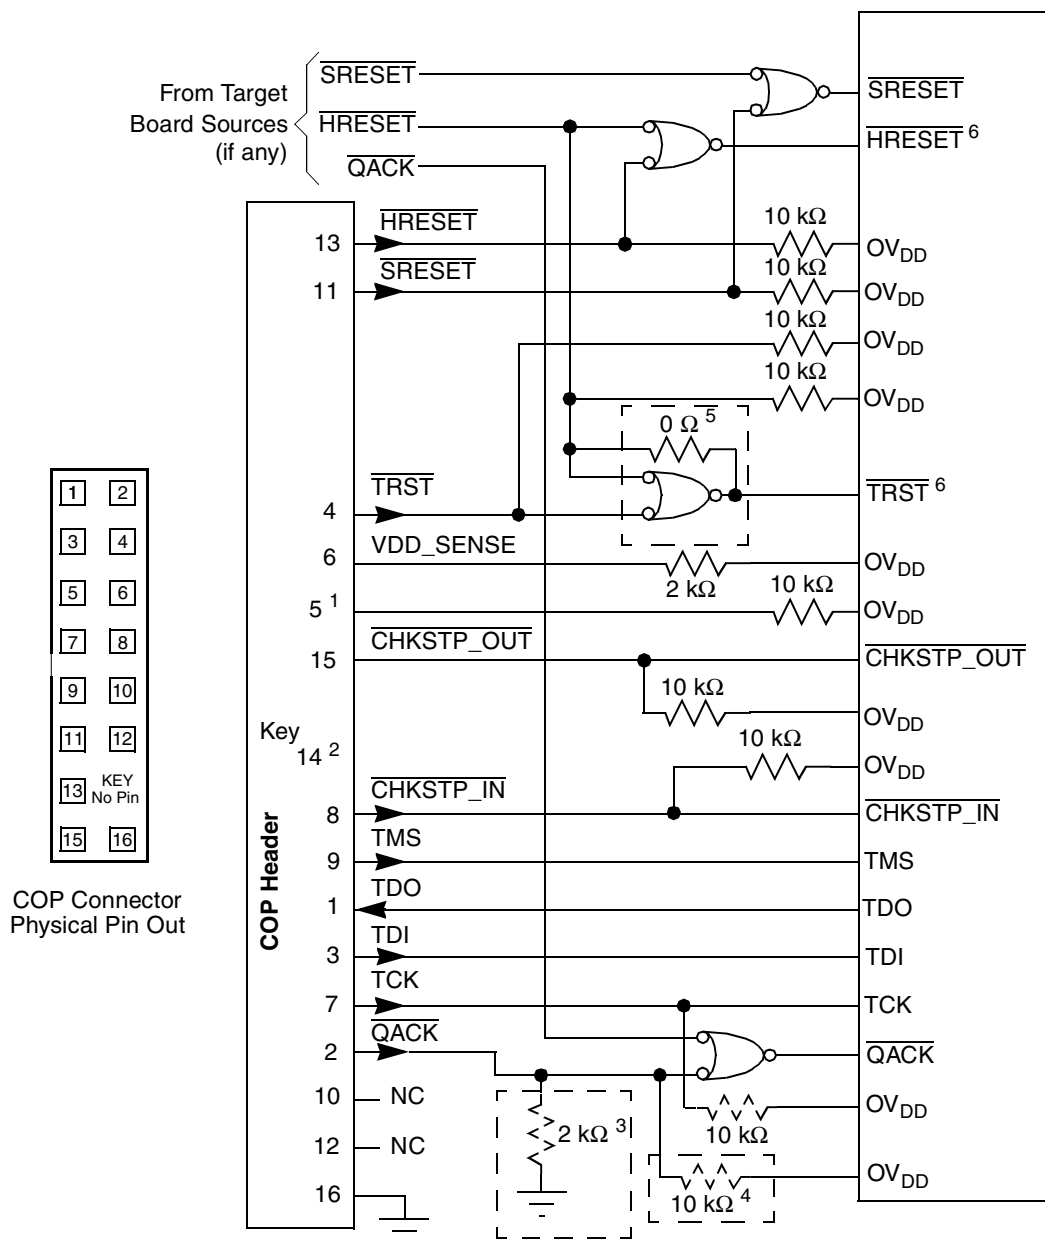 From Target
Board Sources
(if any)
SRESET
HRESET
QACK
SRESET
HRESET 6
13 HRESET 10 kΩ OVDD
11 SRESET 10 kΩ OVDD
10 kΩ OVDD
10 kΩ OVDD
0 Ω 5
4 TRST TRST 6
6 VDD_SENSE 2 kΩ OVDD
5 1 10 kΩ OVDD
15 CHKSTP_OUT CHKSTP_OUT
10 kΩ OVDD
Key
14 2
10 kΩ OVDD
8 CHKSTP_IN CHKSTP_IN
9 TMS TMS
1 TDO TDO
3 TDI TDI
7 TCK TCK
2 QACK QACK
10 NC
10 kΩ OVDD
12 NC
2 kΩ 3
10 kΩ 4 OVDD
16
COP Header
1 2
3 4
5 6
7 8
9 10
11 12
13 KEY
No Pin
15 16
COP Connector
Physical Pin Out